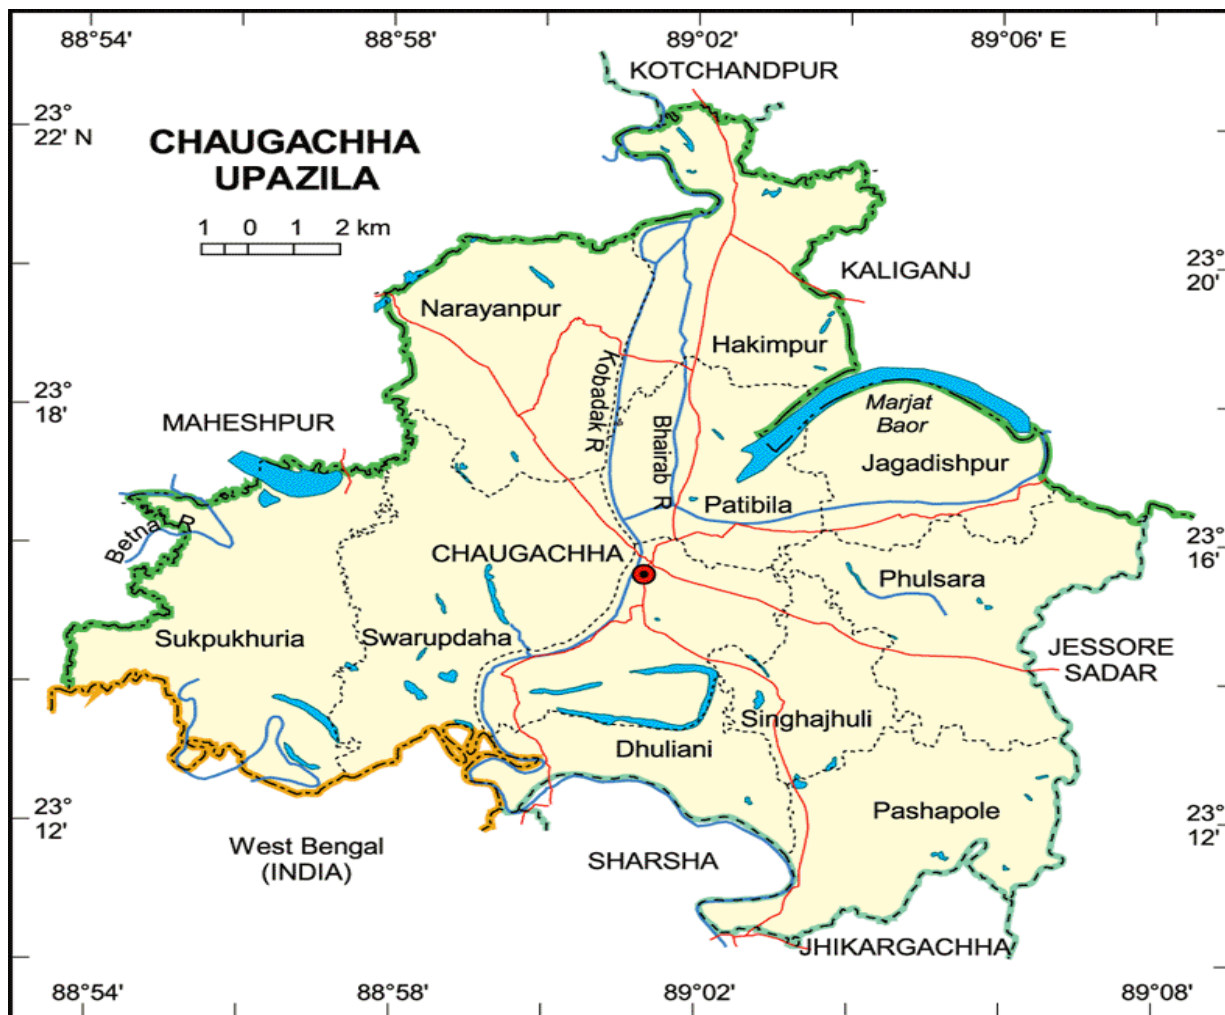 88°54'
88°58'
89°02'
89°06' E
KOTCHANDPUR
23°
22' N
CHAUGACHHA
UPAZILA
1 0 1 2 km
23°
20'
KALIGANJ
Narayanpur
Hakimpur
Kobadak R
23°
18'
MAHESHPUR
Marjat
Baor
Bhairab R
Jagadishpur
Patibila
Betna R
CHAUGACHHA
23°
16'
Phulsara
Sukpukhuria
Swarupdaha
JESSORE
SADAR
Singhajhuli
Dhuliani
23°
12'
Pashapole
23°
12'
West Bengal
(INDIA)
SHARSHA
JHIKARGACHHA
88°54'
88°58'
89°02'
89°08'